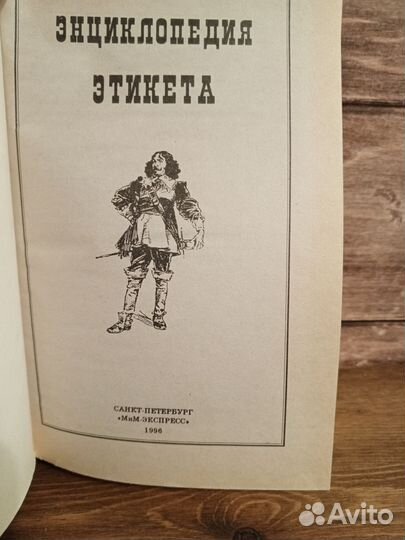 ЭНЦИКЛОПЕДИЯ
ЭТИКЕТА
САНКТ-ПЕТЕРБУРГ
«МиМ-ЭКСПРЕСС»
1996
Avito